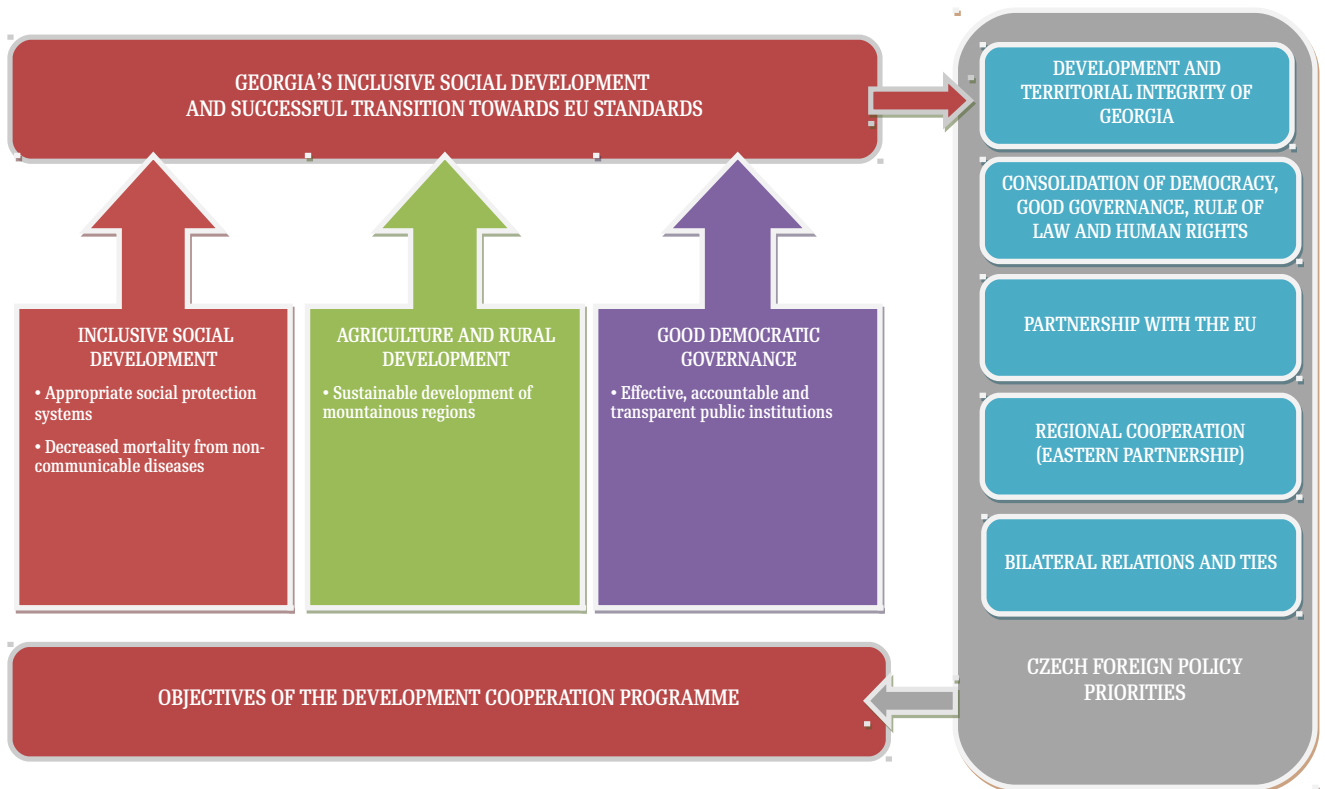 GEORGIA’S INCLUSIVE SOCIAL DEVELOPMENT
AND SUCCESSFUL TRANSITION TOWARDS EU STANDARDS
INCLUSIVE SOCIAL
DEVELOPMENT
• Appropriate social protection
systems
• Decreased mortality from non-
communicable diseases
AGRICULTURE AND RURAL
DEVELOPMENT
• Sustainable development of
mountainous regions
GOOD DEMOCRATIC
GOVERNANCE
• Effective, accountable and
transparent public institutions
OBJECTIVES OF THE DEVELOPMENT COOPERATION PROGRAMME
DEVELOPMENT AND
TERRITORIAL INTEGRITY OF
GEORGIA
CONSOLIDATION OF DEMOCRACY,
GOOD GOVERNANCE, RULE OF
LAW AND HUMAN RIGHTS
PARTNERSHIP WITH THE EU
REGIONAL COOPERATION
(EASTERN PARTNERSHIP)
BILATERAL RELATIONS AND TIES
CZECH FOREIGN POLICY
PRIORITIES